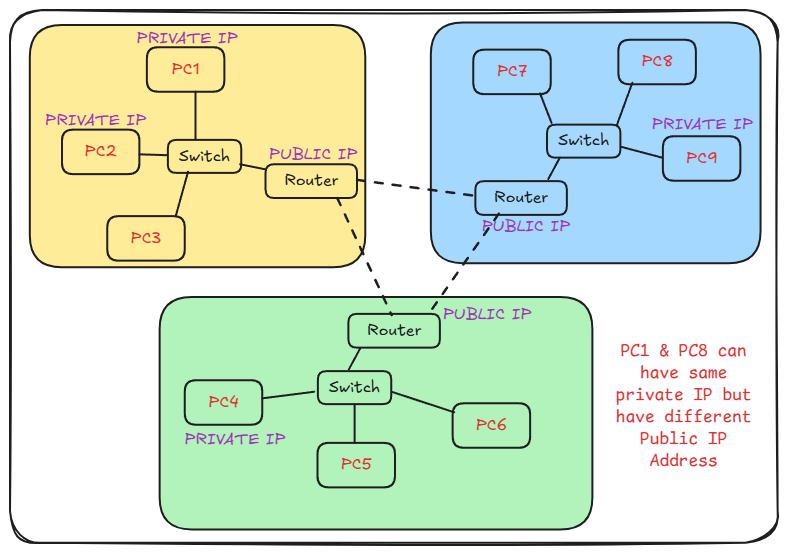 PRIVATE IP
PC1
PRIVATE IP
PC2
Switch
PUBLIC IP
Router
PC3
PC7
PC8
Switch
PRIVATE IP
PC9
Router
PUBLIC IP
PUBLIC IP
Router
Switch
PC4
PRIVATE IP
PC5
PC6
PC1 & PC8 can
have same
private IP but
have different
Public IP
Address